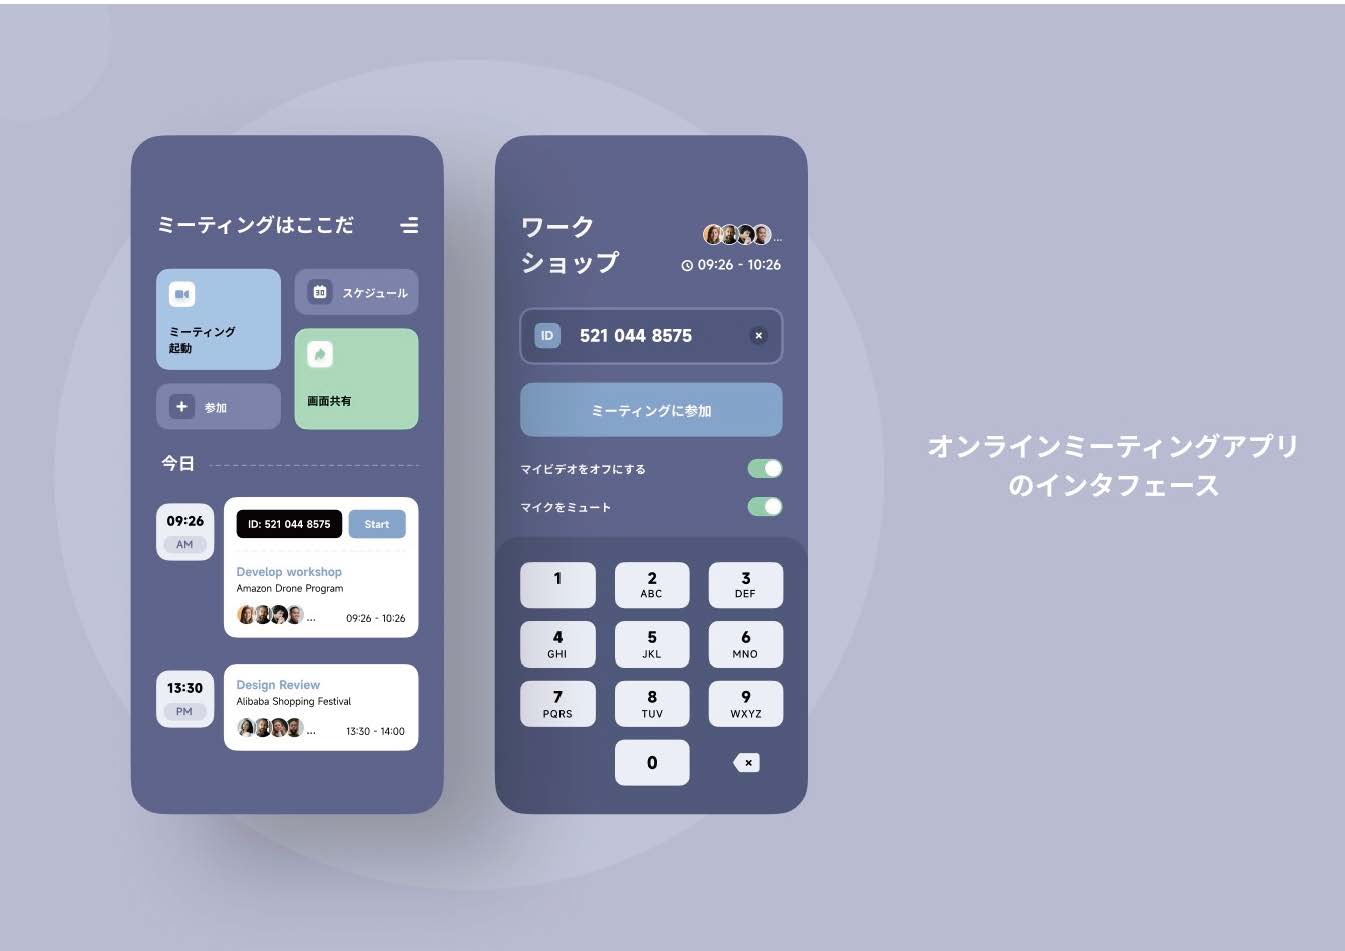 ミーティングはここだ
ミーティング
起動
30
スケジュール
参加
画面共有
今日
09:26
AM
ID: 521 044 8575
Start
Develop workshop
Amazon Drone Program
...
09:26 - 10:26
13:30
PM
Design Review
Alibaba Shopping Festival
...
13:30 - 14:00
ワーク
ショップ
...
09:26 - 10:26
ID
521 044 8575
ミーティングに参加
マイビデオをオフにする
マイクをミュート
1
2
ABC
3
DEF
4
GHI
5
JKL
6
MNO
7
PQRS
8
TUV
9
WXYZ
0
オンラインミーティングアプリ
のインタフェース